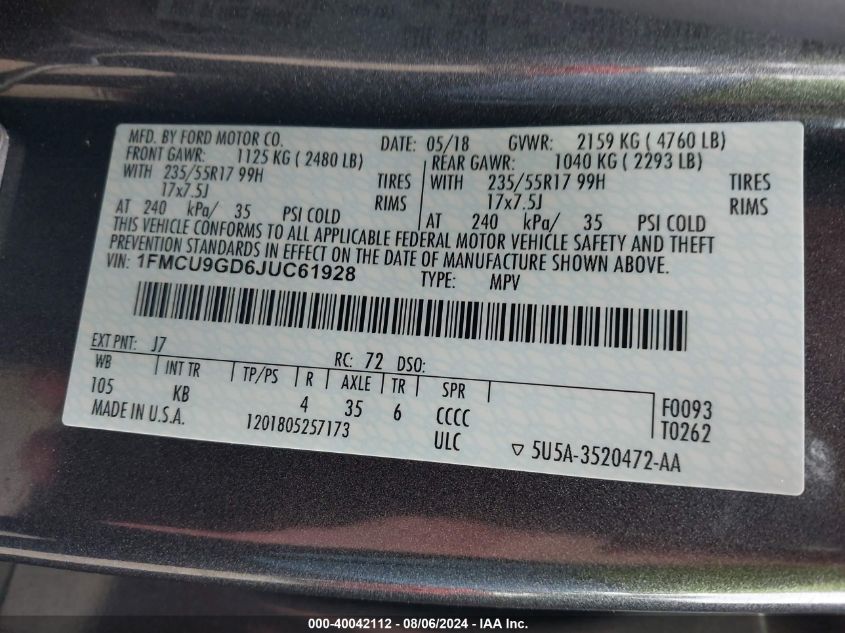 MFD. BY FORD MOTOR CO. DATE: 05/18 GVWR: 2159 KG ( 4760 LB)
FRONT GAWR: 1125 KG ( 2480 LB) REAR GAWR: 1040 KG ( 2293 LB)
WITH 235/55R17 99H TIRES WITH 235/55R17 99H TIRES
17x7.5J RIMS 17x7.5J RIMS
AT 240 kPa/ 35 PSI COLD AT 240 kPa/ 35 PSI COLD
THIS VEHICLE CONFORMS TO ALL APPLICABLE FEDERAL MOTOR VEHICLE SAFETY AND THEFT
PREVENTION STANDARDS IN EFFECT ON THE DATE OF MANUFACTURE SHOWN ABOVE.
VIN: 1FMCU9GD6JUC61928 TYPE: MPV
EXT PNT: J7 RC: 72 DSO:
WB INT TR TP/PS R AXLE TR SPR
105 KB 4 35 6 CCCC F0093
MADE IN U.S.A. 1201805257173 ULC T0262
▽ 5U5A-3520472-AA
000-40042112 - 08/06/2024 - IAA Inc.